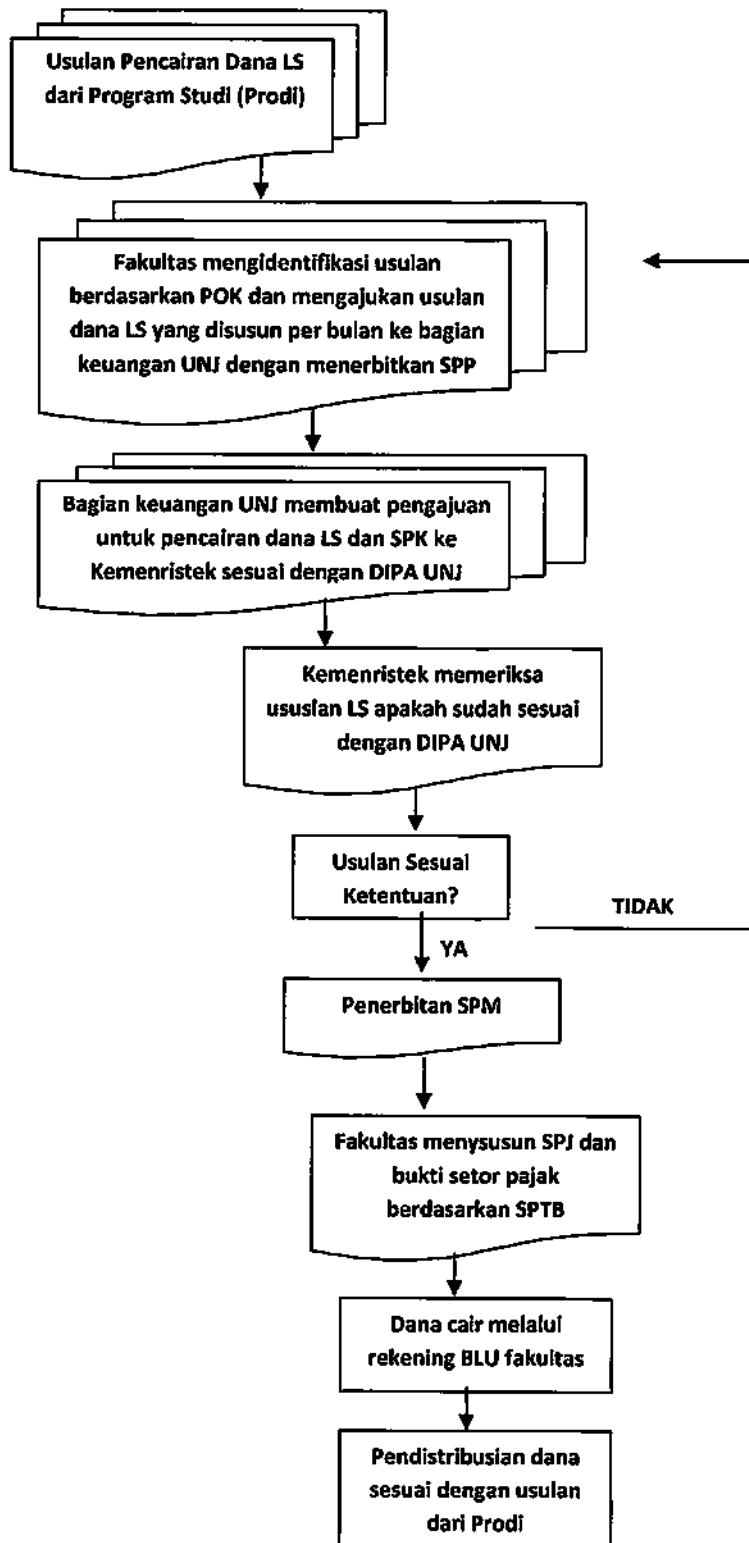 Usulan Pencairan Dana LS
dari Program Studi (Prodi)
Fakultas mengidentifikasi usulan
berdasarkan POK dan mengajukan usulan
dana LS yang disusun per bulan ke bagian
keuangan UNJ dengan menerbitkan SPP
Bagian keuangan UNJ membuat pengajuan
untuk pencairan dana LS dan SPK ke
Kemenristek sesuai dengan DIPA UNJ
Kemenristek memeriksa
ususlan LS apakah sudah sesuai
dengan DIPA UNJ
Usulan Sesuai
Ketentuan?
TIDAK
YA
Penerbitan SPM
Fakultas menysusun SPJ dan
bukti setor pajak
berdasarkan SPTB
Dana cair melalui
rekening BLU fakultas
Pendistribusian dana
sesuai dengan usulan
dari Prodi